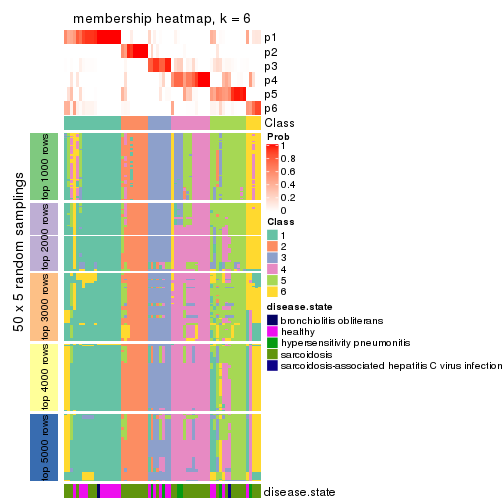 membership heatmap, k = 6
p1
p2
p3
p4
p5
p6
Class
50 x 5 random samplings
top 1000 rows
top 2000 rows
top 3000 rows
top 4000 rows
top 5000 rows
Prob
1
0.8
0.6
0.4
0.2
0
Class
1
2
3
4
5
6
disease.state
bronchiolitis obliterans
healthy
hypersensitivity pneumonitis
sarcoidosis
sarcoidosis-associated hepatitis C virus infection
disease.state